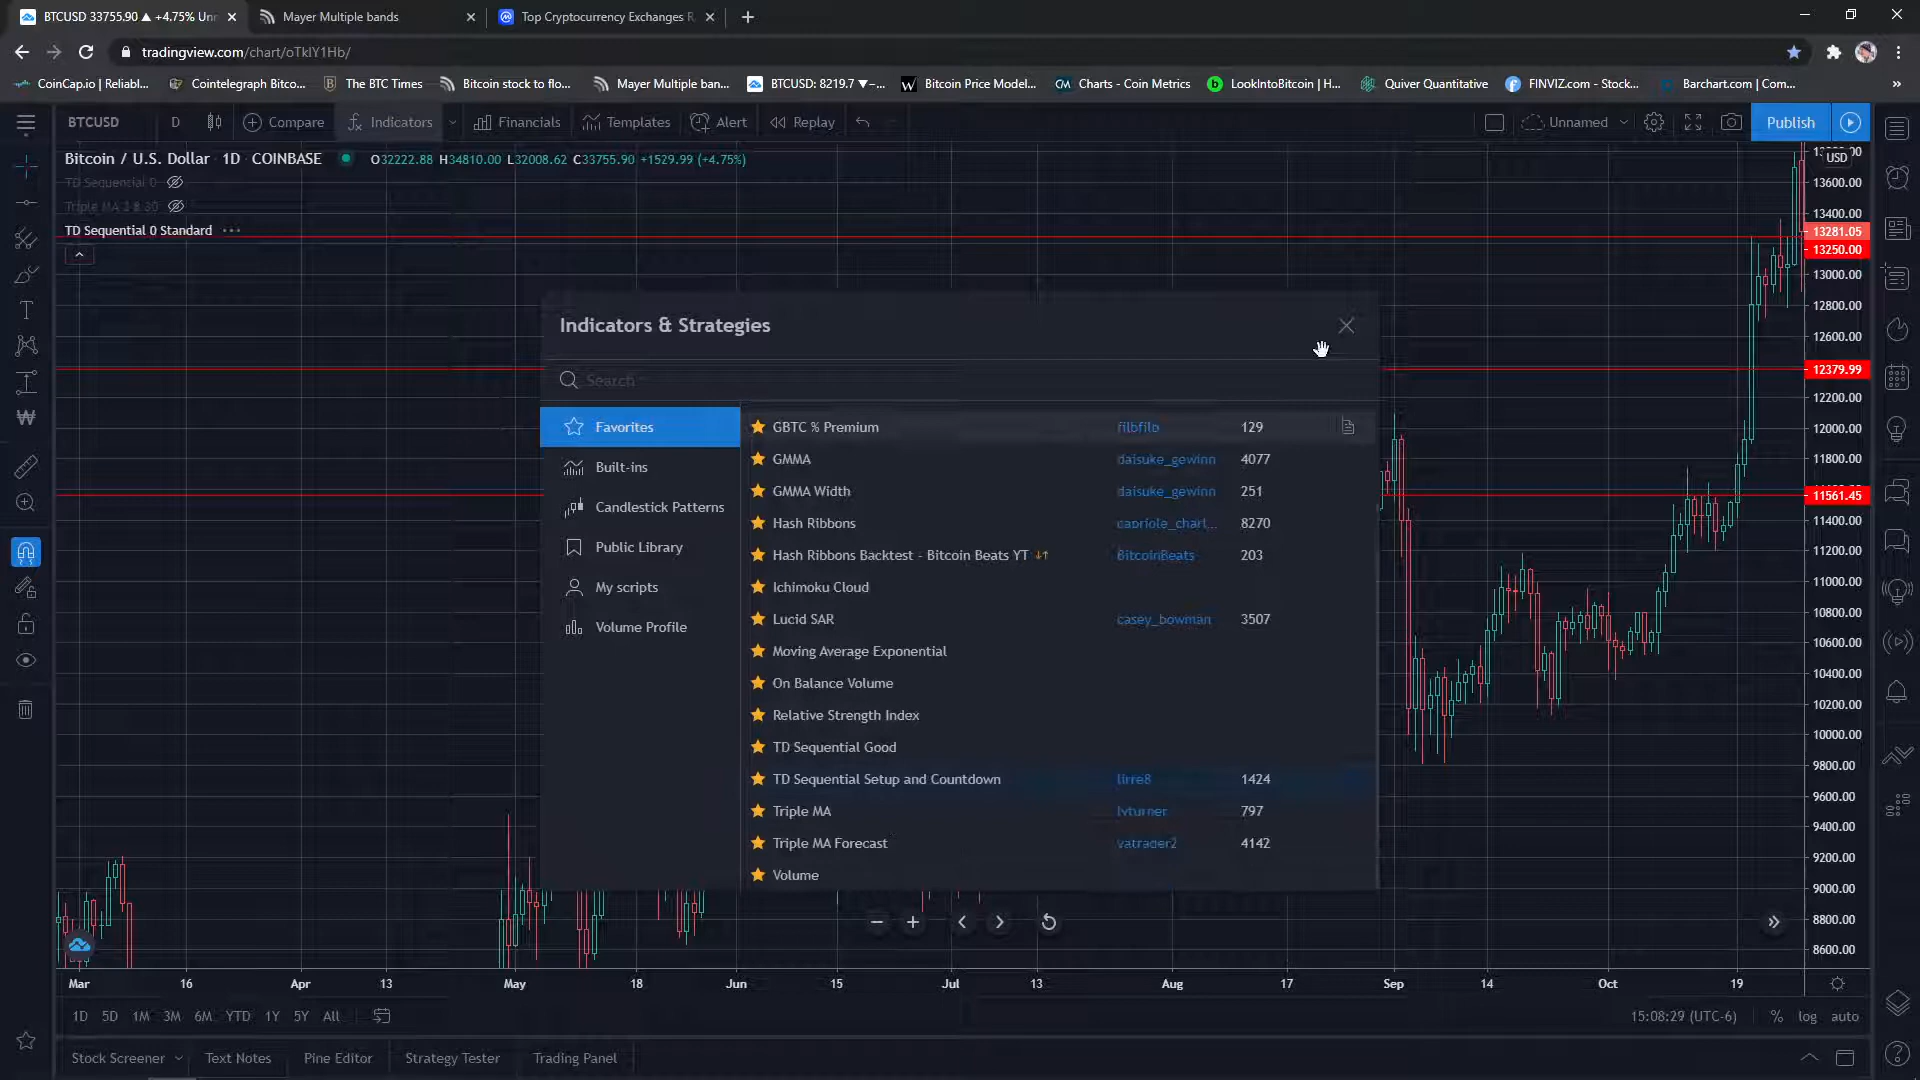 BTCUSD 33755.90 ▲ +4.75% Unr
Mayer Multiple bands
Top Cryptocurrency Exchanges R
tradingview.com/chart/oTkIY1Hb/
CoinCap.io | Reliabl...
Cointelegraph Bitco...
The BTC Times
Bitcoin stock to flo...
Mayer Multiple ban...
BTCUSD: 8219.7 ▼−...
Bitcoin Price Model...
Charts - Coin Metrics
LookIntoBitcoin | H...
Quiver Quantitative
FINVIZ.com - Stock...
Barchart.com | Com...
»
BTCUSD D Compare Indicators Financials Templates Alert Replay Unnamed Publish
Bitcoin / U.S. Dollar 1D COINBASE O32222.88 H34810.00 L32008.62 C33755.90 +1529.99 (+4.75%)
TD Sequencial 0
Triple MA 2 8 30
TD Sequential 0 Standard
USD
13600.00
13400.00
13281.05
13250.00
13000.00
12800.00
12600.00
12379.99
12200.00
12000.00
11800.00
11561.45
11400.00
11200.00
11000.00
10800.00
10600.00
10400.00
10200.00
10000.00
9800.00
9600.00
9400.00
9200.00
9000.00
8800.00
8600.00
Indicators & Strategies
Search
Favorites
Built-ins
Candlestick Patterns
Public Library
My scripts
Volume Profile
GBTC % Premium filbfilb 129
GMMA daisuke_gewinn 4077
GMMA Width daisuke_gewinn 251
Hash Ribbons capriole_chart... 8270
Hash Ribbons Backtest - Bitcoin Beats YT BitcoinBeats 203
Ichimoku Cloud
Lucid SAR casey_bowman 3507
Moving Average Exponential
On Balance Volume
Relative Strength Index
TD Sequential Good
TD Sequential Setup and Countdown lirre8 1424
Triple MA lvturner 797
Triple MA Forecast yatrader2 4142
Volume
Mar 16 Apr 13 May 18 Jun 15 Jul 13 Aug 17 Sep 14 Oct 19
1D 5D 1M 3M 6M YTD 1Y 5Y All 15:08:29 (UTC-6) % log auto
Stock Screener Text Notes Pine Editor Strategy Tester Trading Panel